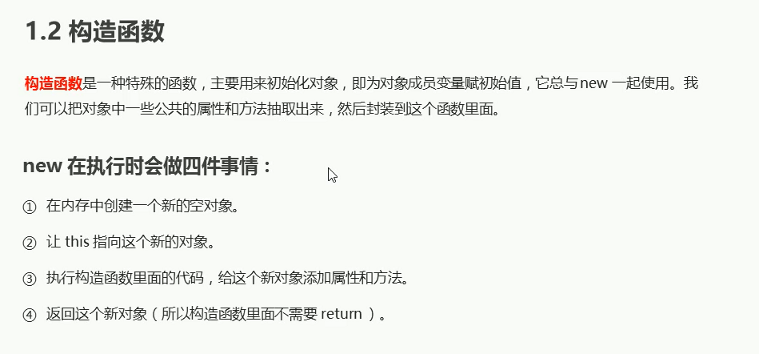 1.2 构造函数
构造函数是一种特殊的函数，主要用来初始化对象，即为对象成员变量赋初始值，它总与 new 一起使用。我
们可以把对象中一些公共的属性和方法抽取出来，然后封装到这个函数里面。
new 在执行时会做四件事情：
① 在内存中创建一个新的空对象。
② 让 this 指向这个新的对象。
③ 执行构造函数里面的代码，给这个新对象添加属性和方法。
④ 返回这个新对象（所以构造函数里面不需要 return ）。